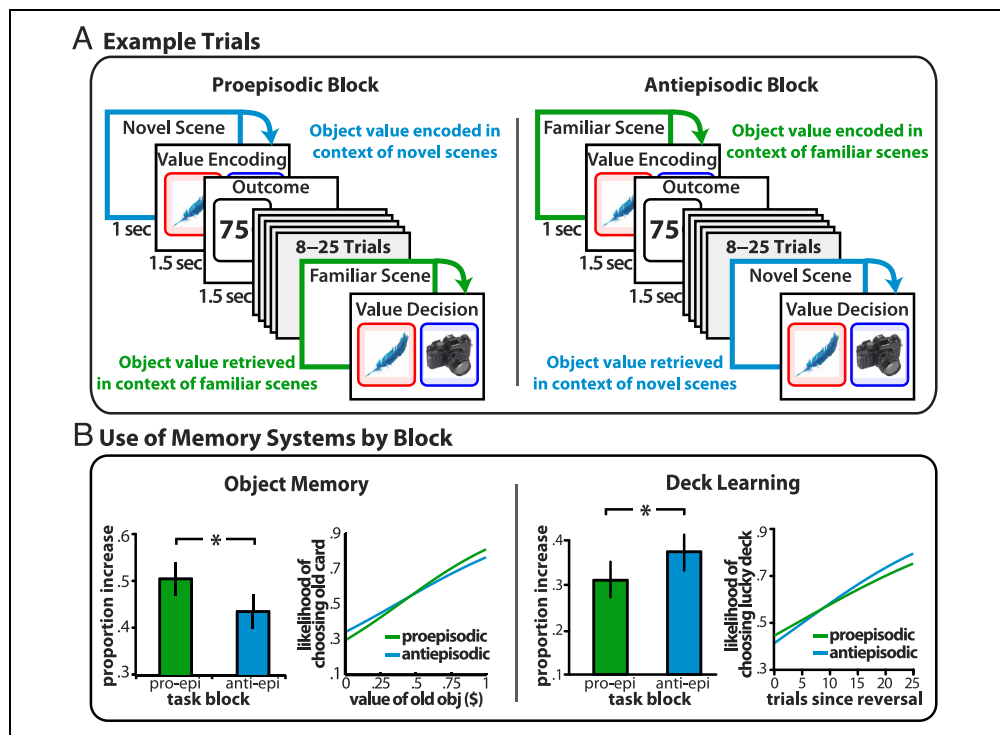 A Example Trials
Proepisodic Block
Novel Scene
Object value encoded in
context of novel scenes
Value Encoding
Outcome
75
1 sec
8–25 Trials
1.5 sec
Familiar Scene
1.5 sec
Value Decision
Object value retrieved
in context of familiar scenes
Antiepisodic Block
Familiar Scene
Object value encoded in
context of familiar scenes
Value Encoding
Outcome
75
1 sec
8–25 Trials
1.5 sec
Novel Scene
1.5 sec
Value Decision
Object value retrieved
in context of novel scenes
B Use of Memory Systems by Block
Object Memory
proportion increase
.6
.5
.4
.3
*
pro-epi
anti-epi
task block
likelihood of
choosing old card
.9
.7
.5
.3
.1
proepisodic
antiepisodic
0 .25 .5 .75 1
value of old obj ($)
Deck Learning
proportion increase
.4
.3
.2
.1
*
pro-epi
anti-epi
task block
likelihood of
choosing lucky deck
.9
.7
.5
.3
proepisodic
antiepisodic
0 5 10 15 20 25
trials since reversal